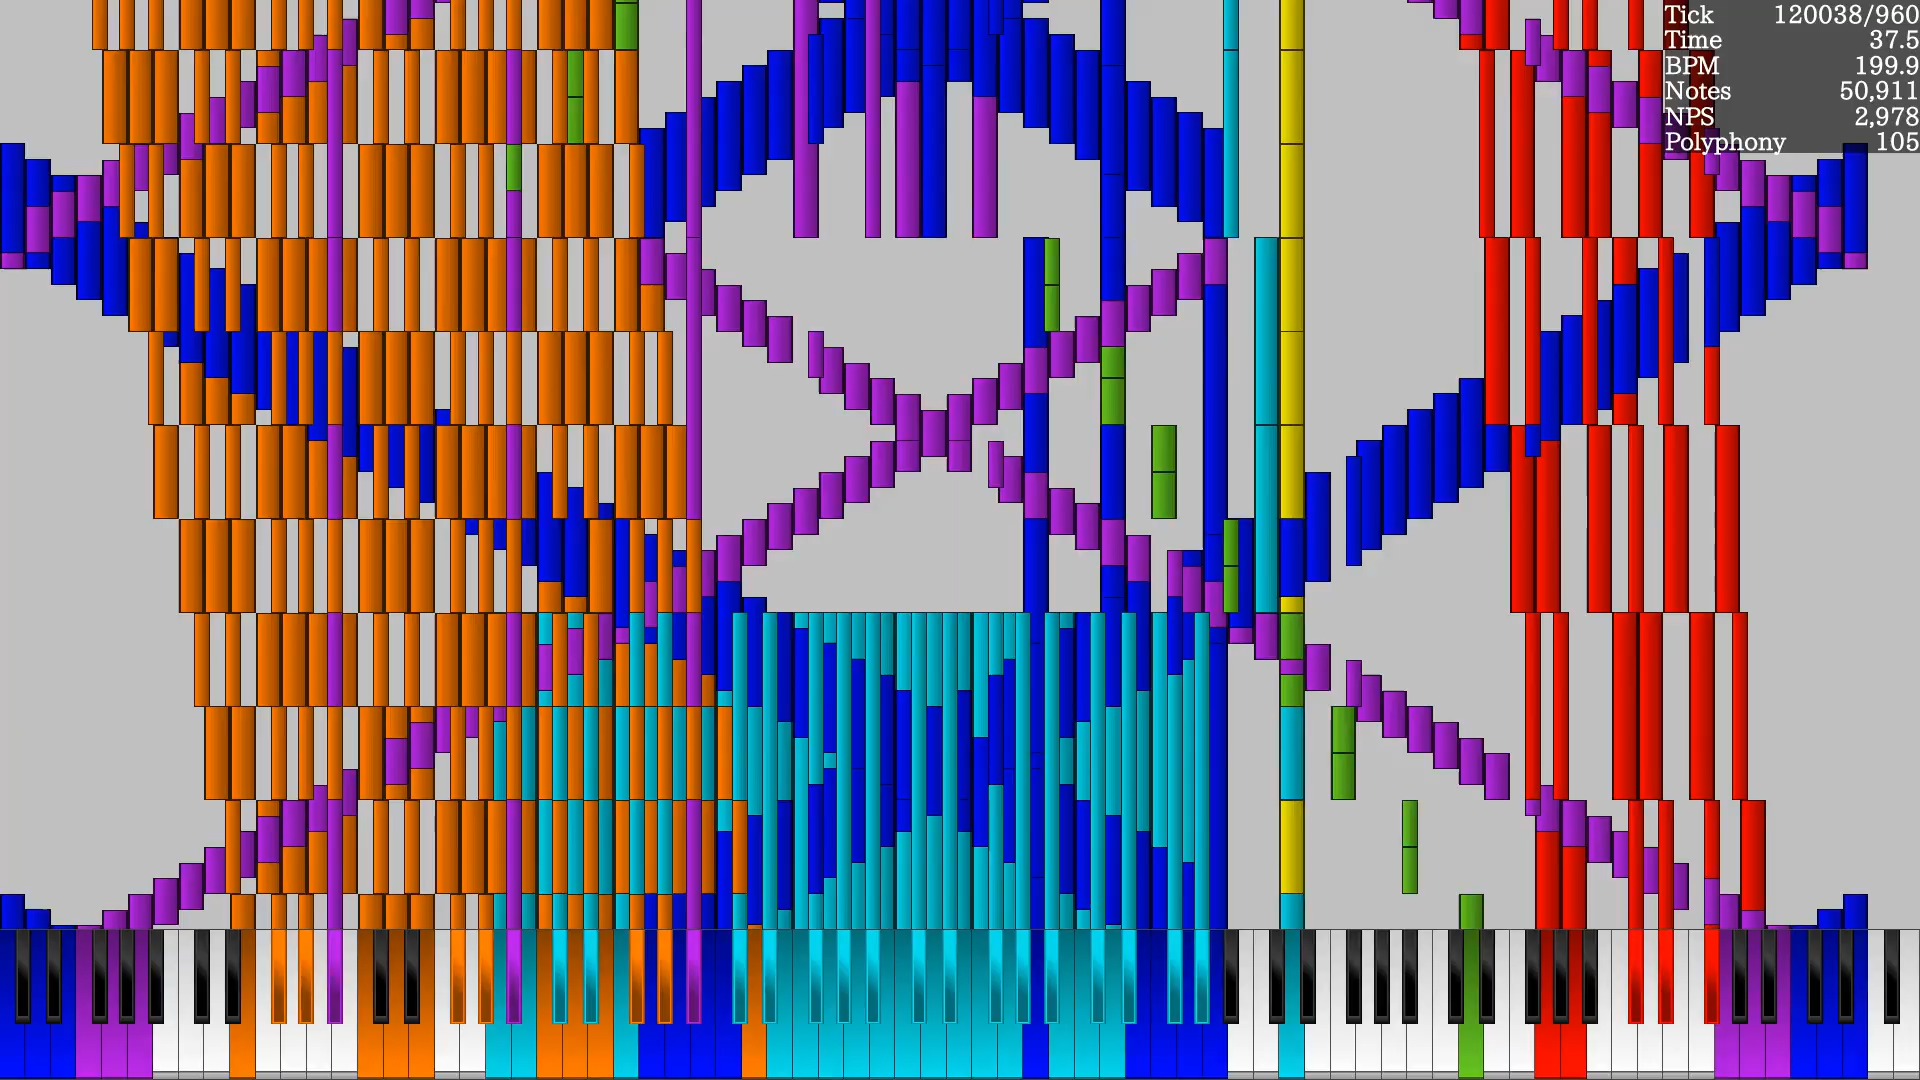 Tick 120038/960
Time 37.5
BPM 199.9
Notes 50,911
NPS 2,978
Polyphony 105